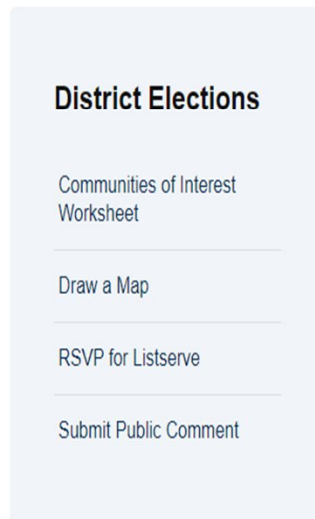 District Elections
Communities of Interest
Worksheet
Draw a Map
RSVP for Listserve
Submit Public Comment